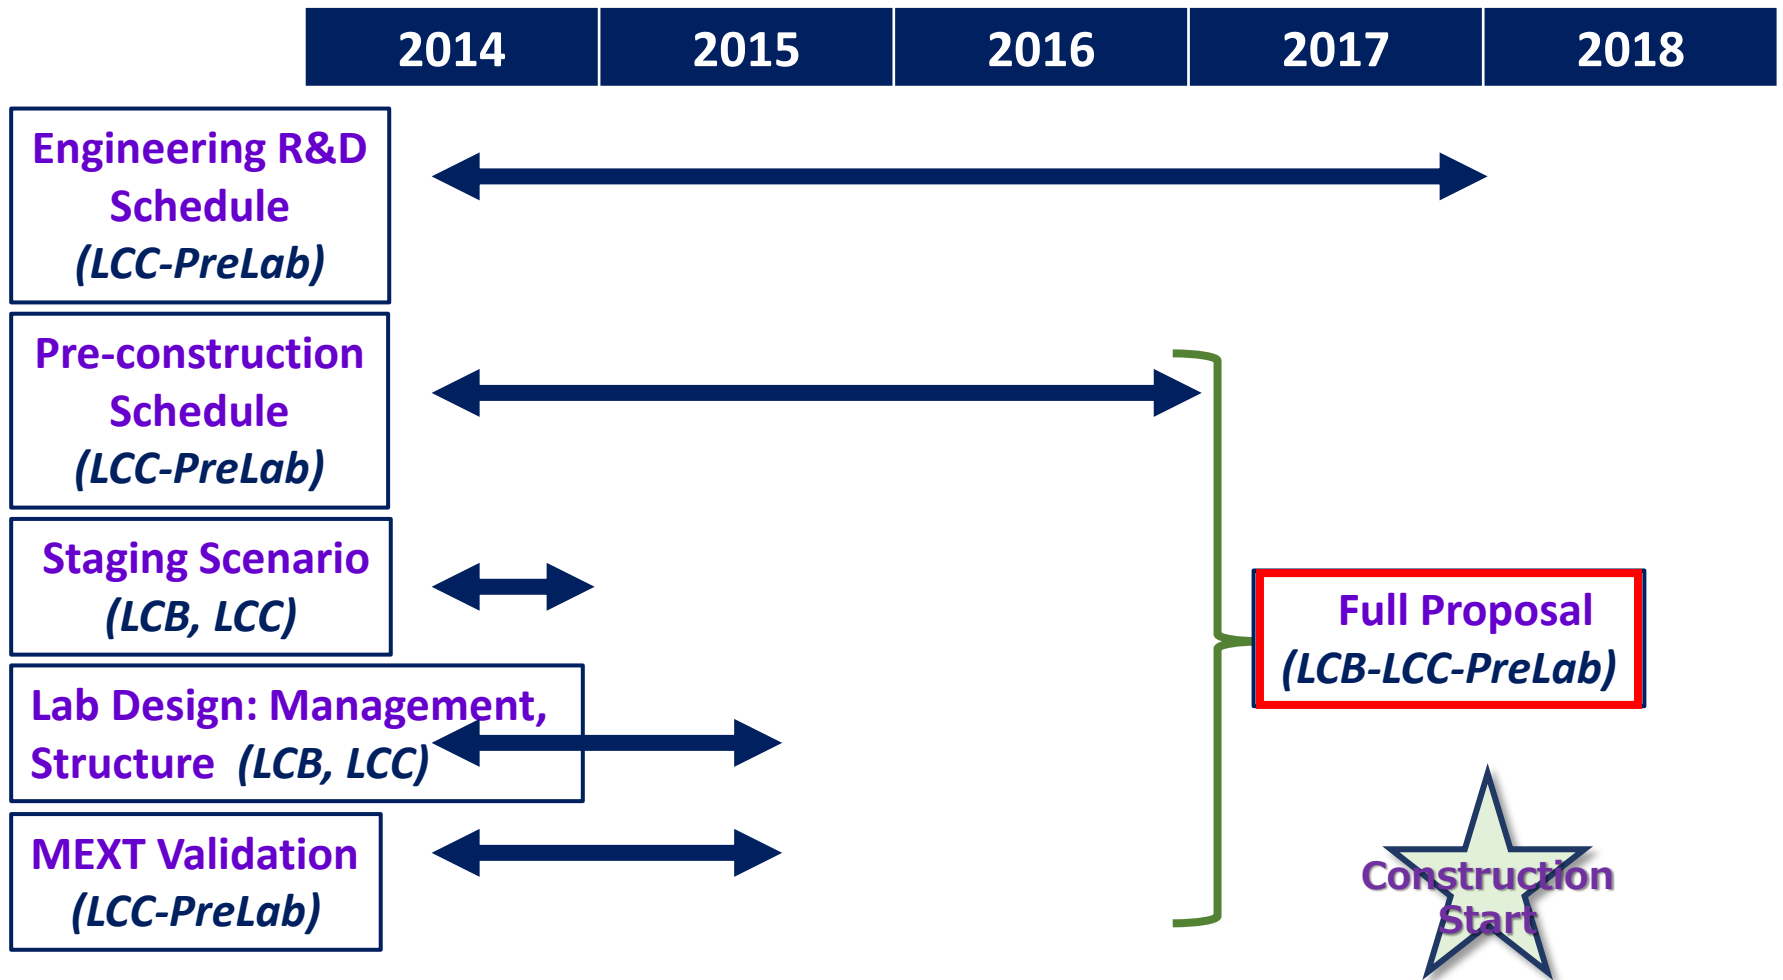 2014 2015 2016 2017 2018
Engineering R&D
Schedule
(LCC-PreLab)
Pre-construction
Schedule
(LCC-PreLab)
Staging Scenario
(LCB, LCC)
Lab Design: Management,
Structure (LCB, LCC)
MEXT Validation
(LCC-PreLab)
Full Proposal
(LCB-LCC-PreLab)
Construction
Start